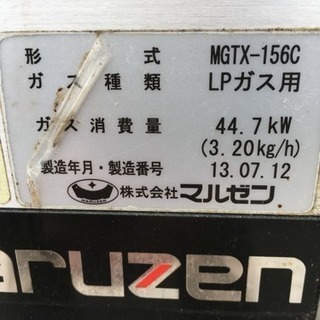 形 式 MGTX-156C
ガス種類 LPガス用
ガス消費量 44.7kW
(3.20kg/h)
製造年月・製造番号 13.07.12
MARUZEN 株式会社 マルゼン
aruzen